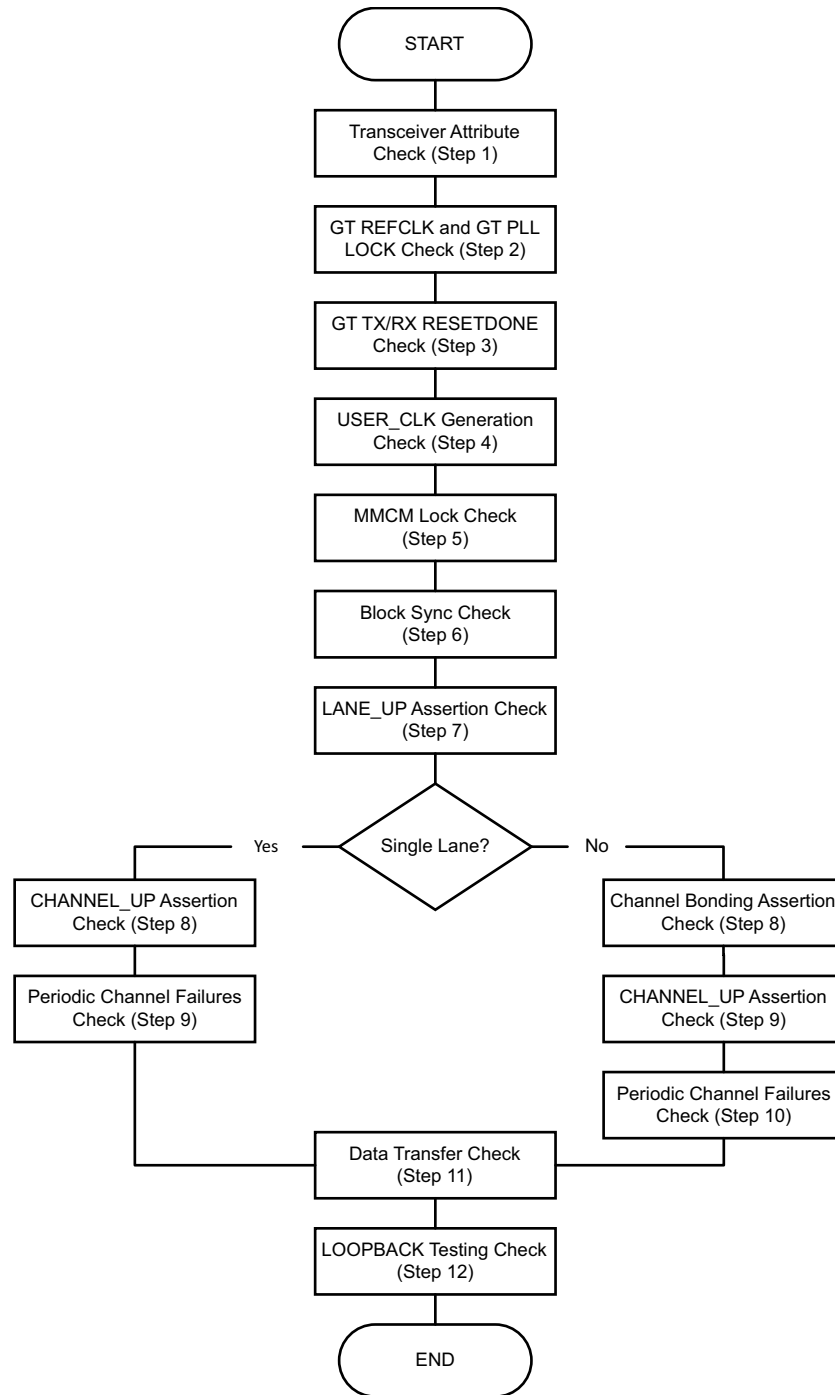 START
Transceiver Attribute
Check (Step 1)
GT REFCLK and GT PLL
LOCK Check (Step 2)
GT TX/RX RESETDONE
Check (Step 3)
USER_CLK Generation
Check (Step 4)
MMCM Lock Check
(Step 5)
Block Sync Check
(Step 6)
LANE_UP Assertion Check
(Step 7)
Single Lane?
Yes
No
CHANNEL_UP Assertion
Check (Step 8)
Periodic Channel Failures
Check (Step 9)
Channel Bonding Assertion
Check (Step 8)
CHANNEL_UP Assertion
Check (Step 9)
Periodic Channel Failures
Check (Step 10)
Data Transfer Check
(Step 11)
LOOPBACK Testing Check
(Step 12)
END